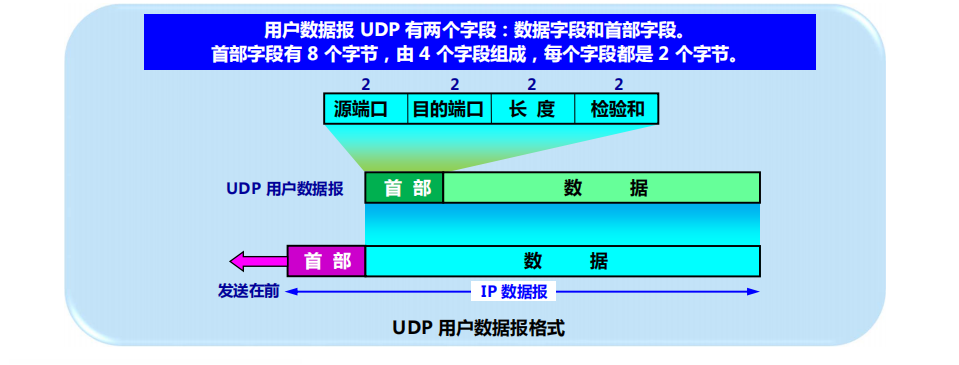 用户数据报 UDP 有两个字段：数据字段和首部字段。
首部字段有 8 个字节，由 4 个字段组成，每个字段都是 2 个字节。
2 2 2 2
源端口 目的端口 长 度 检验和
UDP 用户数据报 首 部 数 据
首 部 数 据
发送在前 IP 数据报
UDP 用户数据报格式